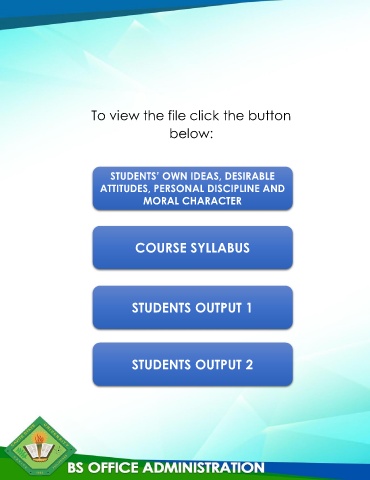 To view the file click the button
below:
STUDENTS' OWN IDEAS, DESIRABLE
ATTITUDES, PERSONAL DISCIPLINE AND
MORAL CHARACTER
COURSE SYLLABUS
STUDENTS OUTPUT 1
STUDENTS OUTPUT 2
BS OFFICE ADMINISTRATION